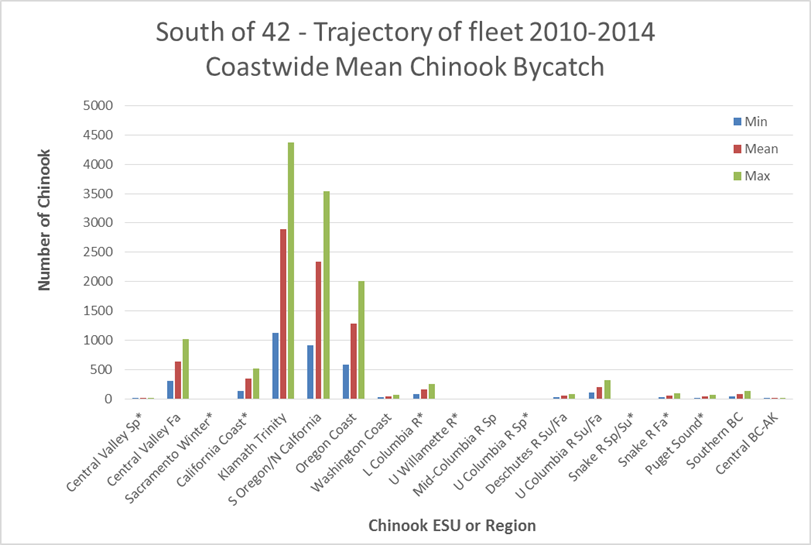 South of 42 - Trajectory of fleet 2010-2014
Coastwide Mean Chinook Bycatch
5000
4500
4000
3500
3000
2500
2000
1500
1000
500
0
Number of Chinook
Min
Mean
Max
Central Valley Sp*
Central Valley Fa
Sacramento Winter*
California Coast*
Klamath Trinity
S Oregon/N Calfornia
Oregon Coast
Washington Coast
L Columbia R*
U Willamette R*
Mid-Columbia R Sp
U Columbia R Sp*
Deschutes R Su/Fa
U Columbia R Su/Fa
Snake R Sp/Su*
Snake R Fa*
Puget Sound*
Southern BC
Central BC-AK
Chinook ESU or Region